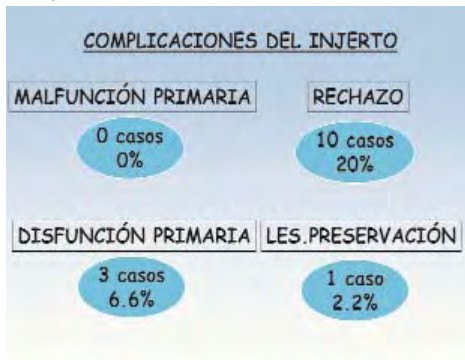 COMPLICACIONES DEL INJERTO
MALFUNCIÓN PRIMARIA
0 casos
0%
RECHAZO
10 casos
20%
DISFUNCIÓN PRIMARIA
3 casos
6.6%
LES.PRESERVACIÓN
1 caso
2.2%